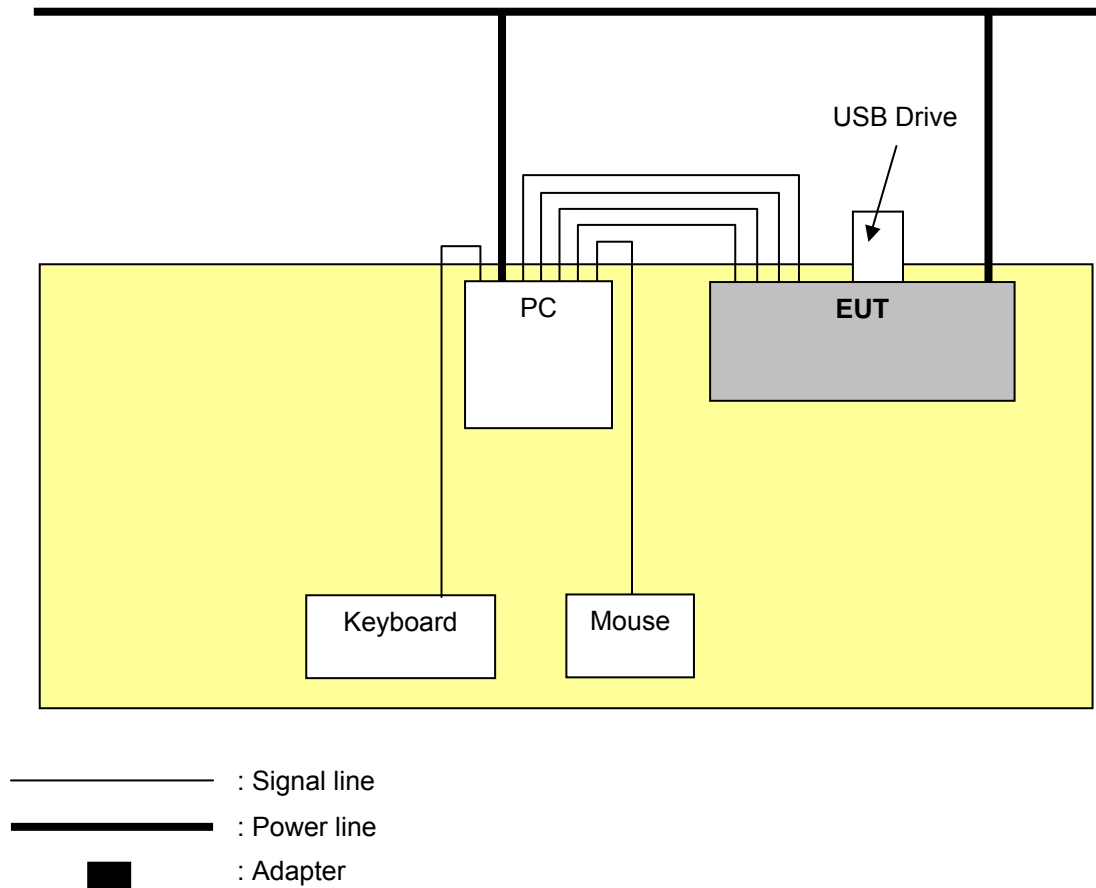 USB Drive
PC
EUT
Keyboard
Mouse
: Signal line
: Power line
: Adapter